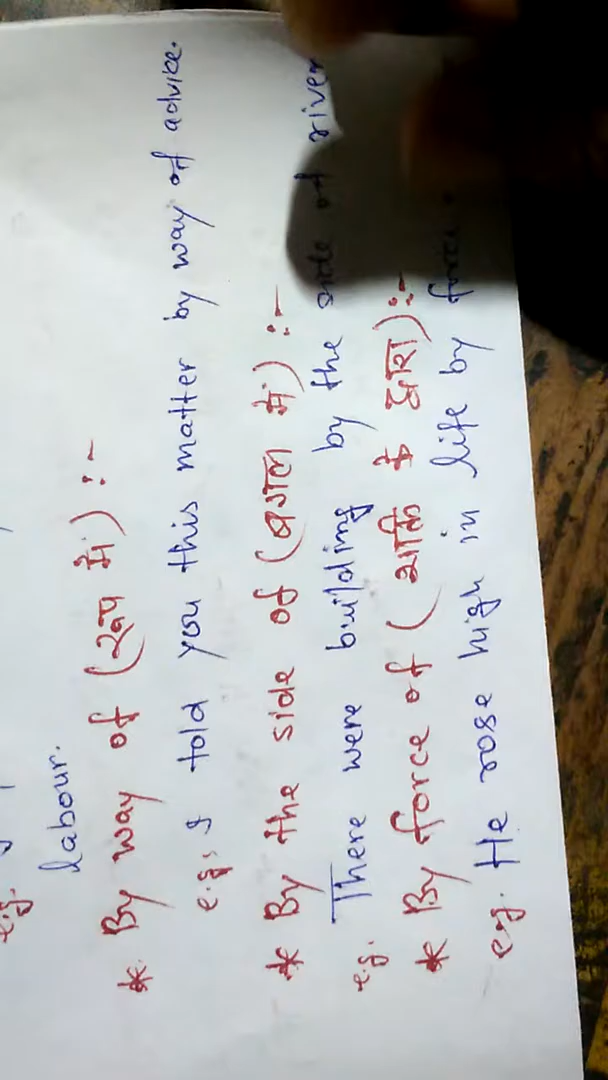 e.g.
labour.
* By way of (रूप में) :-
e.g. I told you this matter by way of advice.
* By the side of (बगल में) :-
e.g. There were building by the side of river
* By force of (शक्ति के द्वारा) :-
eg. He rose high in life by force